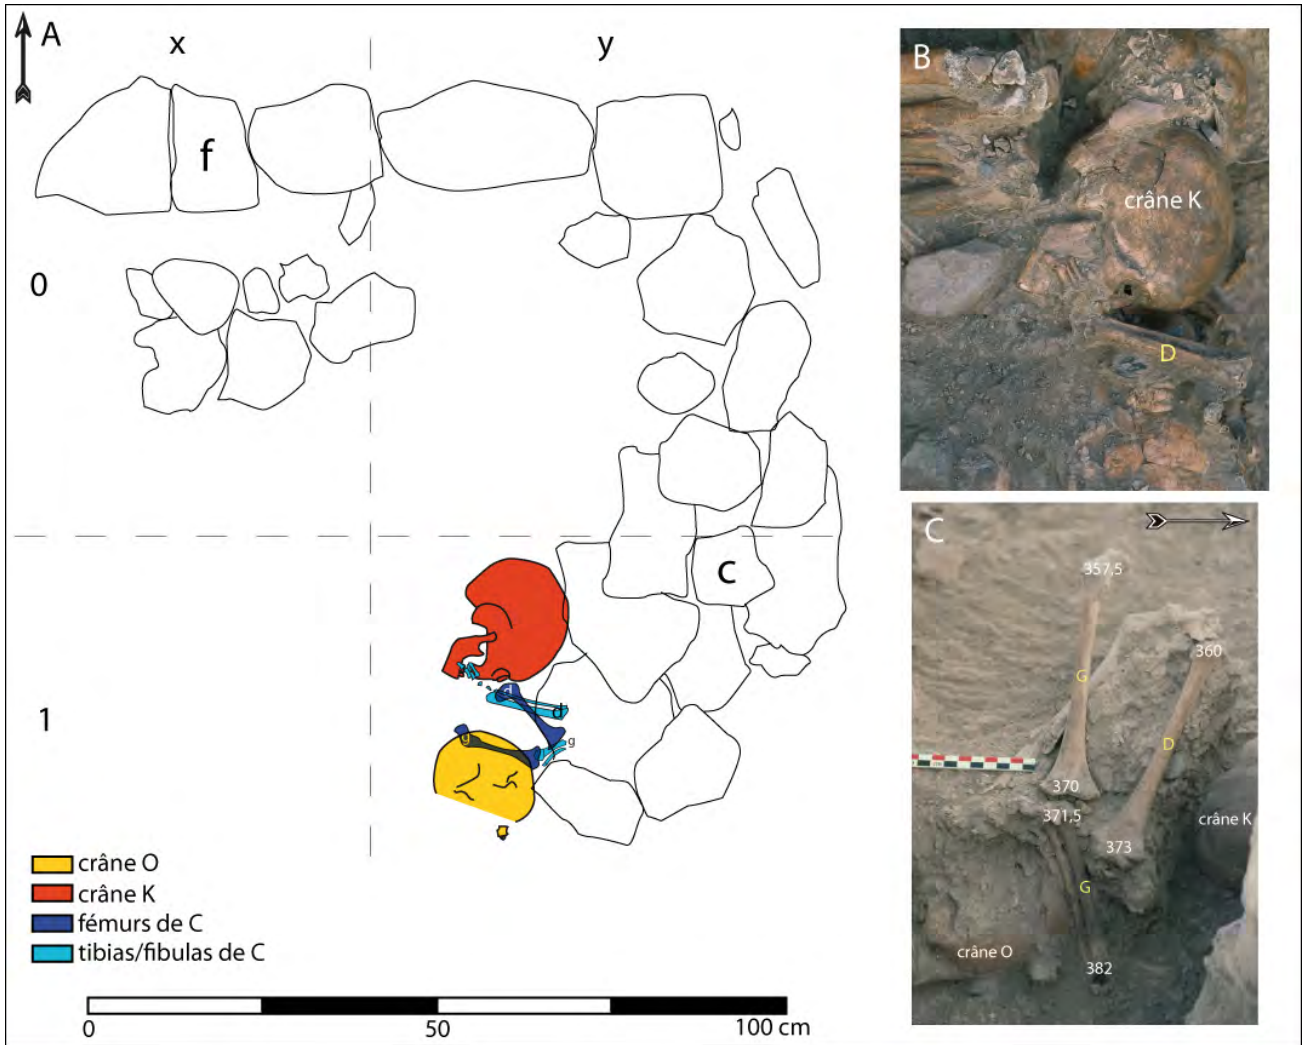 A
x
y
f
0
c
1
d
d
g
g
crâne O
crâne K
fémurs de C
tibias/fibulas de C
0
50
100 cm
B
crâne K
D
C
357,5
360
G
D
370
371,5
crâne K
373
G
crâne O
382